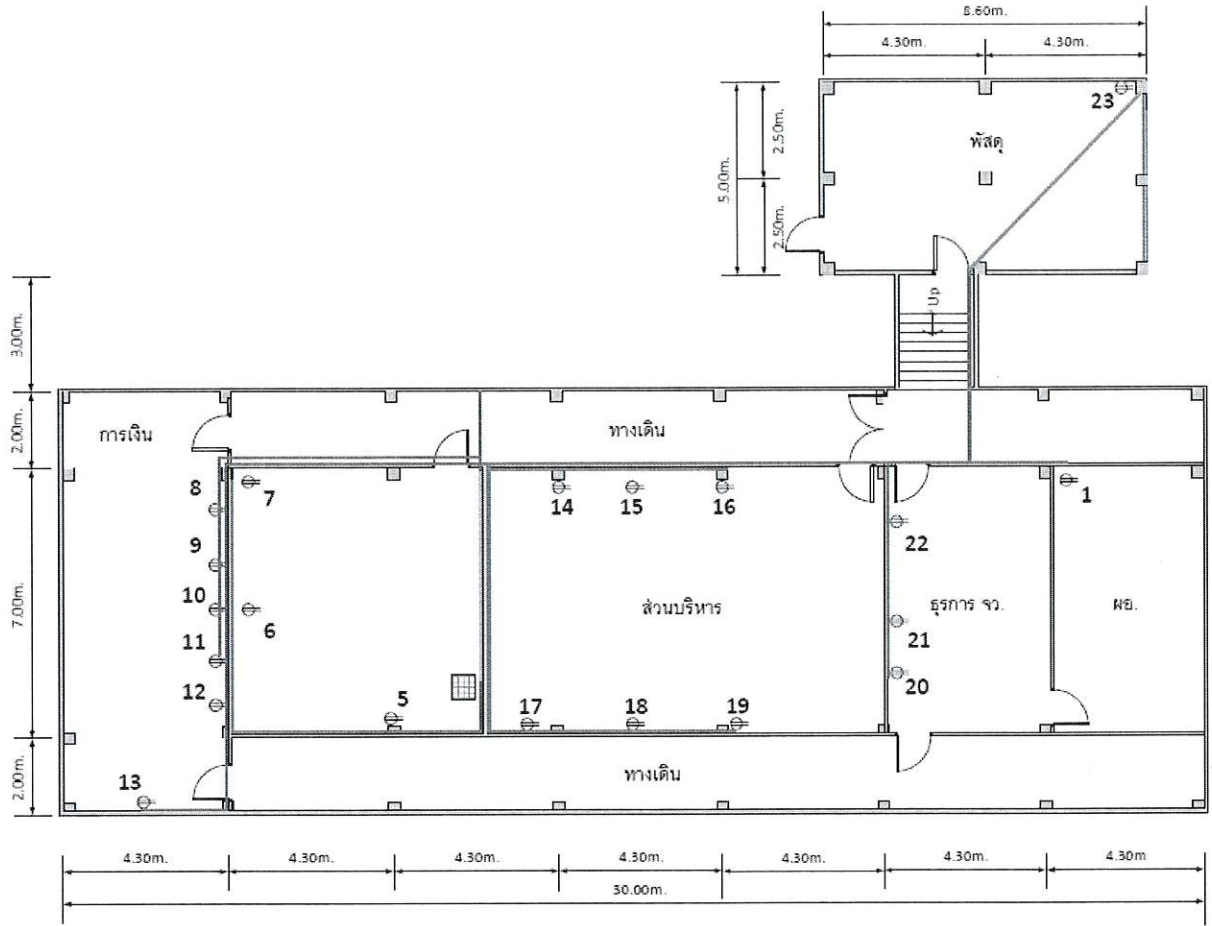 8.60m.
4.30m. 4.30m.
23
พัสดุ
2.50m.
5.00m.
2.50m.
Up
3.00m.
2.00m.
การเงิน
ทางเดิน
8
7
14
15
16
1
9
22
10
6
7.00m.
ส่วนบริหาร
ธุรการ จว.
ผอ.
11
21
12
5
17
18
19
20
2.00m.
13
ทางเดิน
4.30m. 4.30m. 4.30m. 4.30m. 4.30m. 4.30m. 4.30m
30.00m.